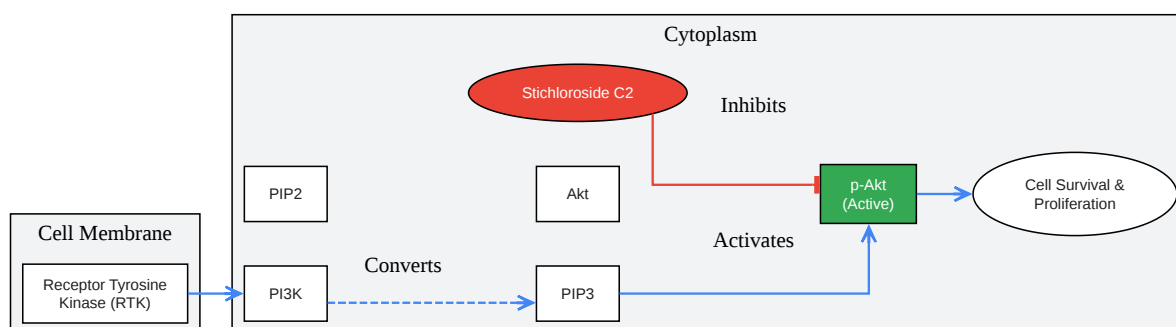 Cytoplasm
Stichloroside C2
Inhibits
PIP2
Akt
p-Akt
(Active)
Cell Survival &
Proliferation
Cell Membrane
Activates
Converts
Receptor Tyrosine
Kinase (RTK)
PI3K
PIP3